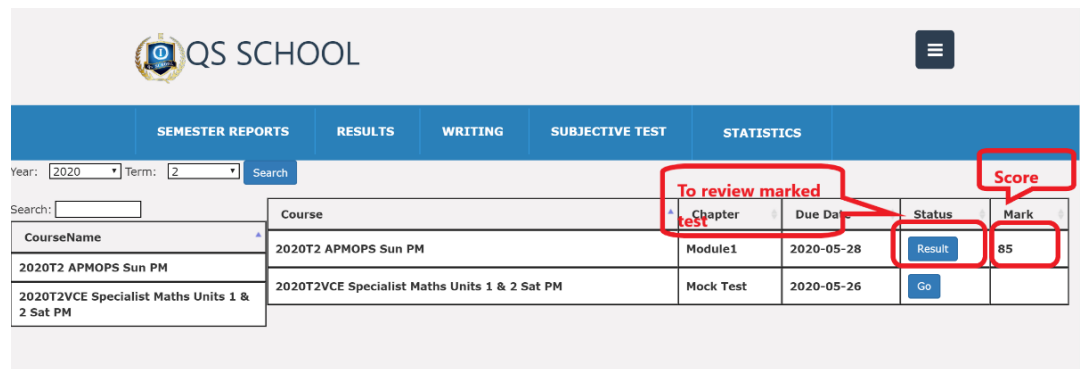 QS SCHOOL
SEMESTER REPORTS RESULTS WRITING SUBJECTIVE TEST STATISTICS
Year: 2020 Term: 2 Search
Score
To review marked
test
Search:
CourseName
2020T2 APMOPS Sun PM
2020T2VCE Specialist Maths Units 1 &
2 Sat PM
Course Chapter Due Date Status Mark
2020T2 APMOPS Sun PM Module1 2020-05-28 Result 85
2020T2VCE Specialist Maths Units 1 & 2 Sat PM Mock Test 2020-05-26 Go